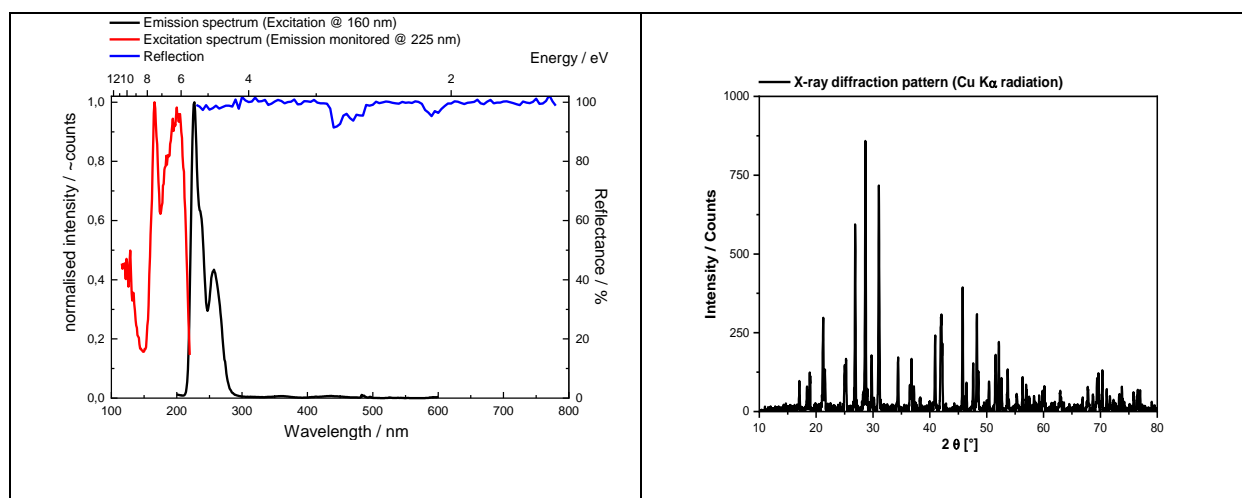 Emission spectrum (Excitation @ 160 nm)
Excitation spectrum (Emission monitored @ 225 nm)
Reflection
Energy / eV
1210 8 6 4 2
1,0
0,8
0,6
0,4
0,2
0,0
normalised intensity / ~counts
100
80
60
40
20
0
Reflectance / %
100 200 300 400 500 600 700 800
Wavelength / nm
X-ray diffraction pattern (Cu Kα radiation)
1000
750
500
250
0
Intensity / Counts
10 20 30 40 50 60 70 80
2 θ [°]